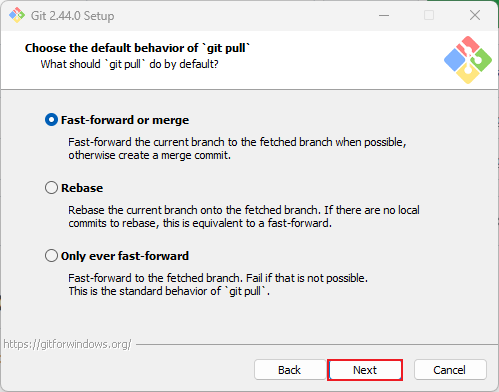 Git 2.44.0 Setup
Choose the default behavior of `git pull`
What should `git pull` do by default?
Fast-forward or merge
Fast-forward the current branch to the fetched branch when possible,
otherwise create a merge commit.
Rebase
Rebase the current branch onto the fetched branch. If there are no local
commits to rebase, this is equivalent to a fast-forward.
Only ever fast-forward
Fast-forward to the fetched branch. Fail if that is not possible.
This is the standard behavior of `git pull`.
https://gitforwindows.org/
Back Next Cancel